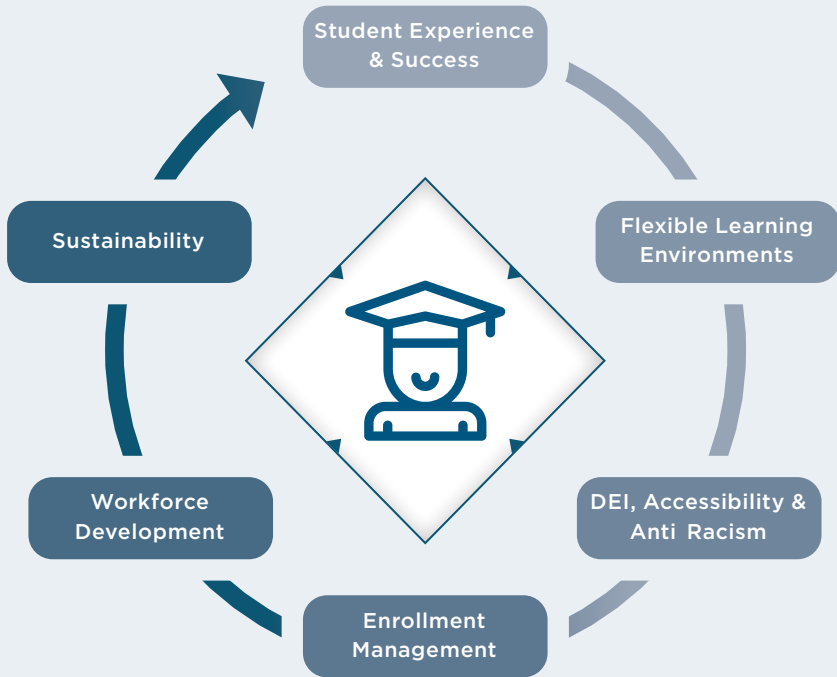 Student Experience
& Success
Flexible Learning
Environments
DEI, Accessibility &
Anti Racism
Enrollment
Management
Workforce
Development
Sustainability